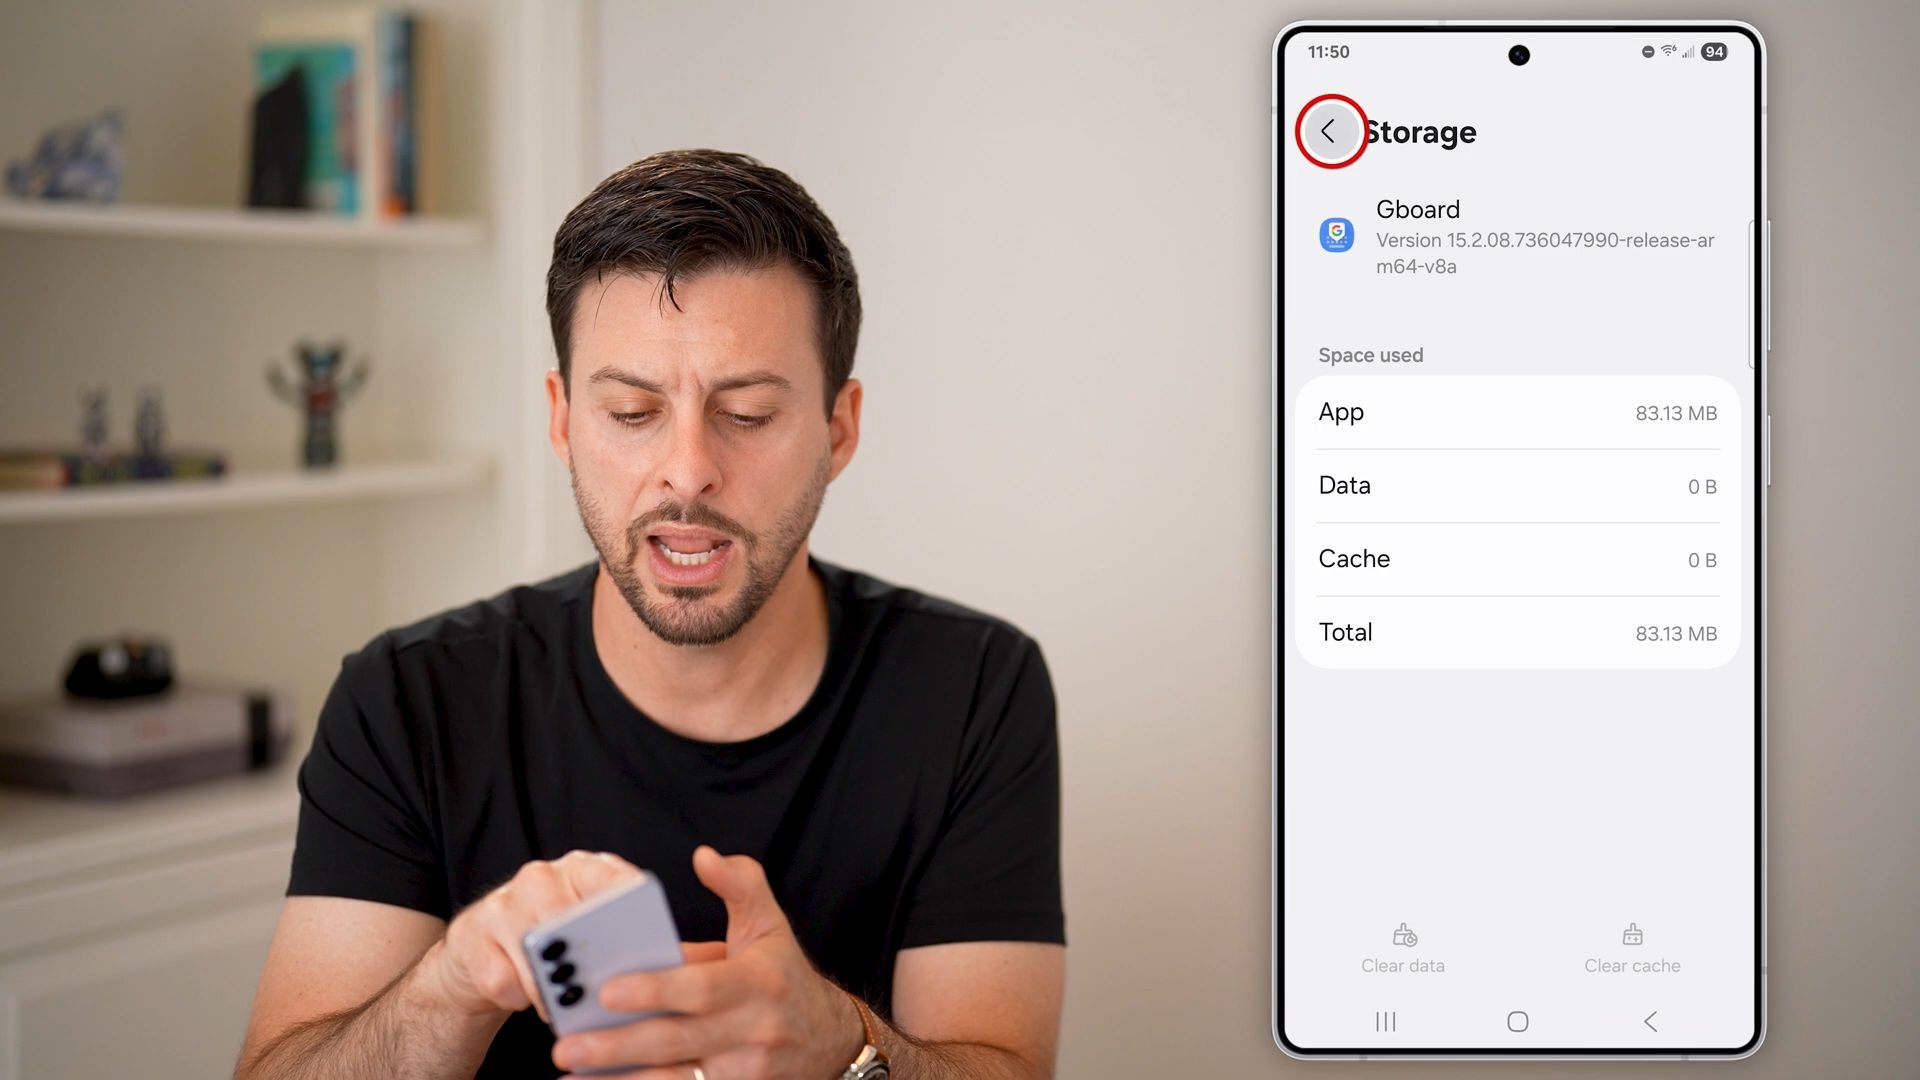 11:50
94
Storage
Gboard
Version 15.2.08.736047990-release-ar
m64-v8a
Space used
App 83.13 MB
Data 0 B
Cache 0 B
Total 83.13 MB
Clear data Clear cache